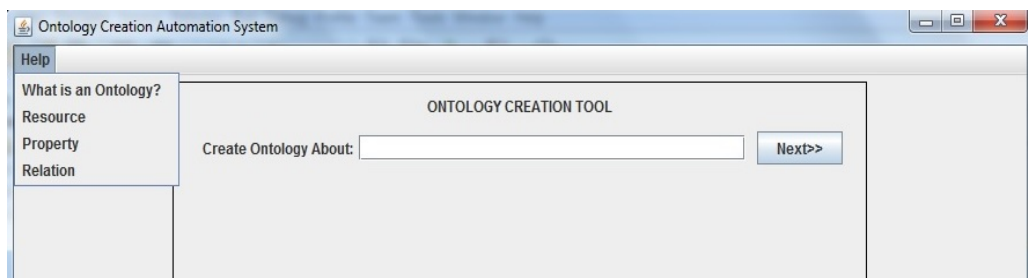 Ontology Creation Automation System
Help
What is an Ontology?
Resource
Property
Relation
ONTOLOGY CREATION TOOL
Create Ontology About:
Next>>